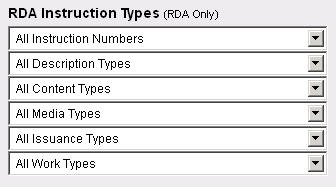 RDA Instruction Types (RDA Only)
All Instruction Numbers
All Description Types
All Content Types
All Media Types
All Issuance Types
All Work Types